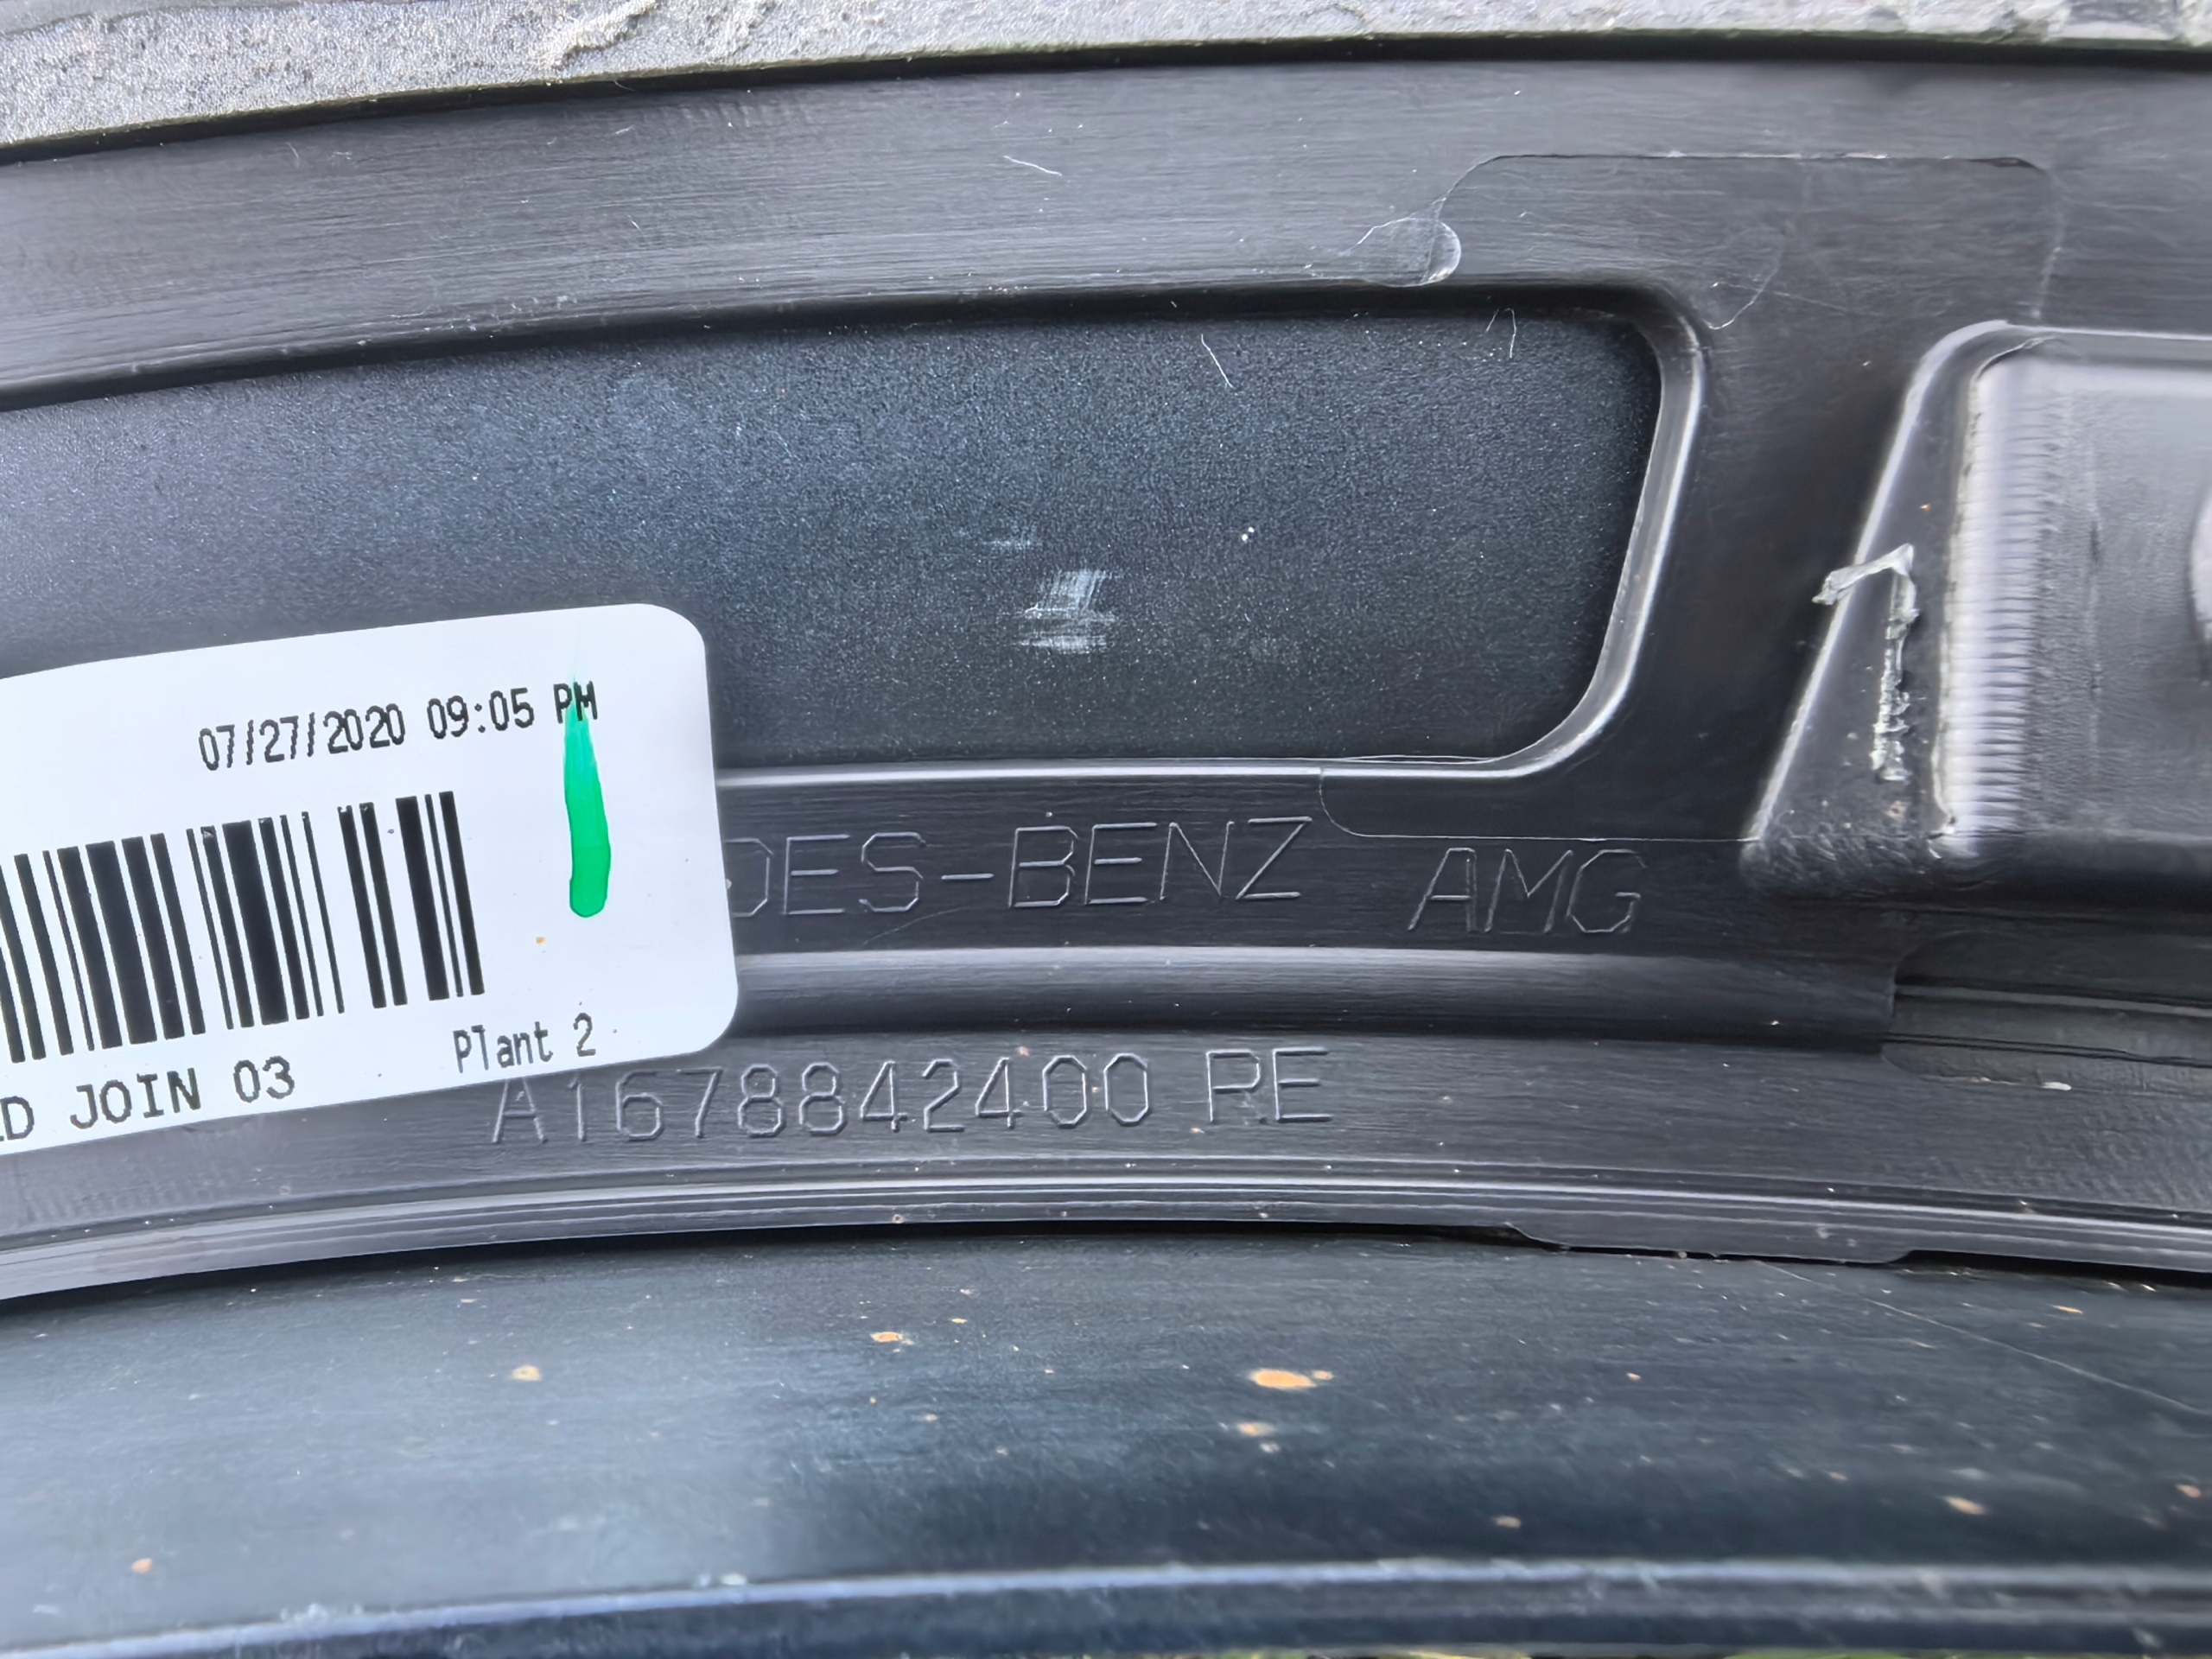 07/27/2020 09:05 PM
JOIN 03
Plant 2
DES-BENZ AMG
A1678842400 RE